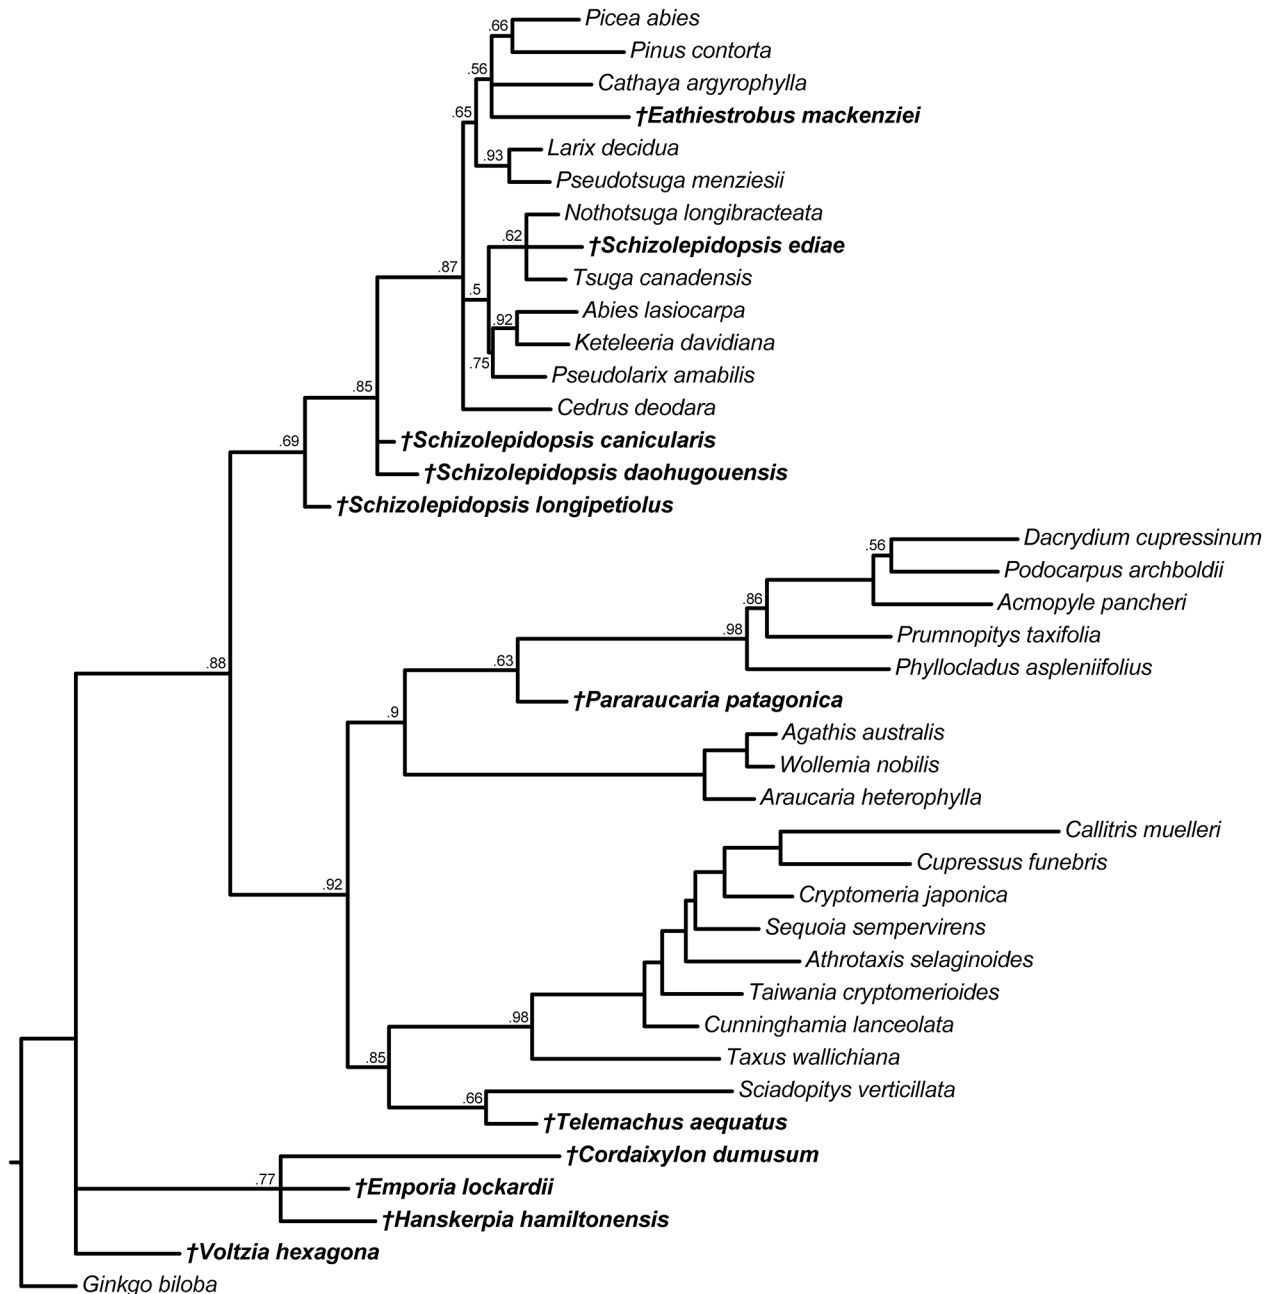 .66 Picea abies
Pinus contorta
.56 Cathaya argyrophylla
.65 †Eathiestrobus mackenziei
.93 Larix decidua
Pseudotsuga menziesii
Nothotsuga longibracteata
.62 †Schizolepidopsis ediae
.87 .5 Tsuga canadensis
.92 Abies lasiocarpa
Keteleeria davidiana
.75 Pseudolarix amabilis
.85 Cedrus deodara
.69 †Schizolepidopsis canicularis
†Schizolepidopsis daohugouensis
†Schizolepidopsis longipetiolus
.56 Dacrydium cupressinum
Podocarpus archboldii
.86 Acmopyle pancheri
.98 Prumnopitys taxifolia
.88 .63 Phyllocladus aspleniifolius
.9 †Pararaucaria patagonica
Agathis australis
Wollemia nobilis
Araucaria heterophylla
Callitris muelleri
Cupressus funebris
.92 Cryptomeria japonica
Sequoia sempervirens
Athrotaxis selaginoides
Taiwania cryptomerioides
.98 Cunninghamia lanceolata
.85 Taxus wallichiana
.66 Sciadopitys verticillata
†Telemachus aequatus
†Cordaixylon dumusum
.77 †Emporia lockardii
†Hanskerpia hamiltonensis
†Voltzia hexagona
Ginkgo biloba